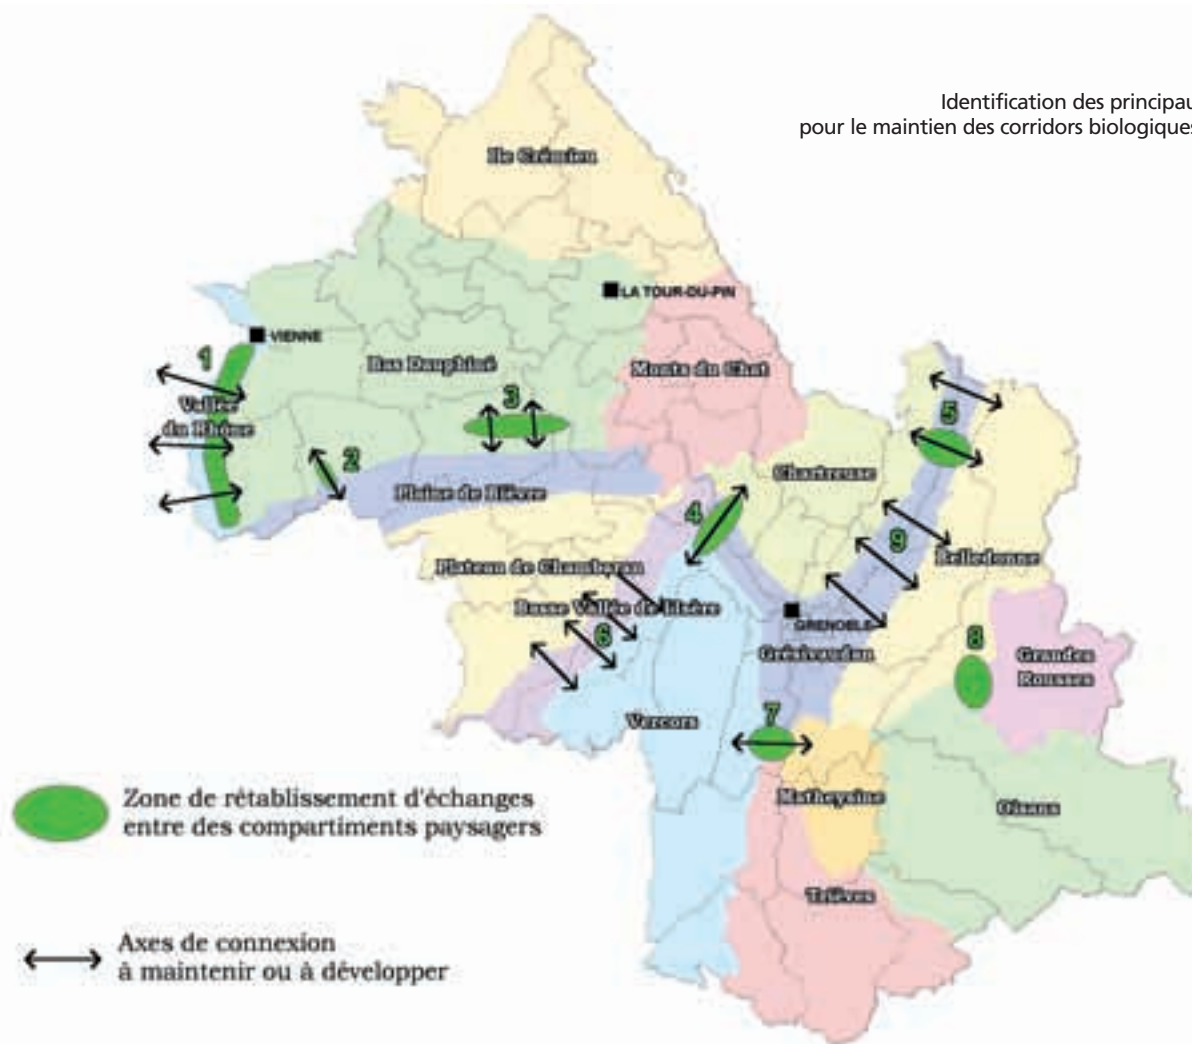 Identification des principau
pour le maintien des corridors biologiques
Ile Crémieu
LA TOUR-DU-PIN
VIENNE
1
Bas Dauphiné
Monts du Chat
Vallée
du Rhône
3
5
2
Chartreuse
Plaine de Bièvre
4
9
Belledonne
Plateau de Chambaran
Basse Vallée de l'Isère
6
GRENOBLE
Grésivaudan
8
Grandes
Rousses
Vercors
7
Zone de rétablissement d'échanges
entre des compartiments paysagers
Matheysine
Oisans
Trièves
Axes de connexion
à maintenir ou à développer